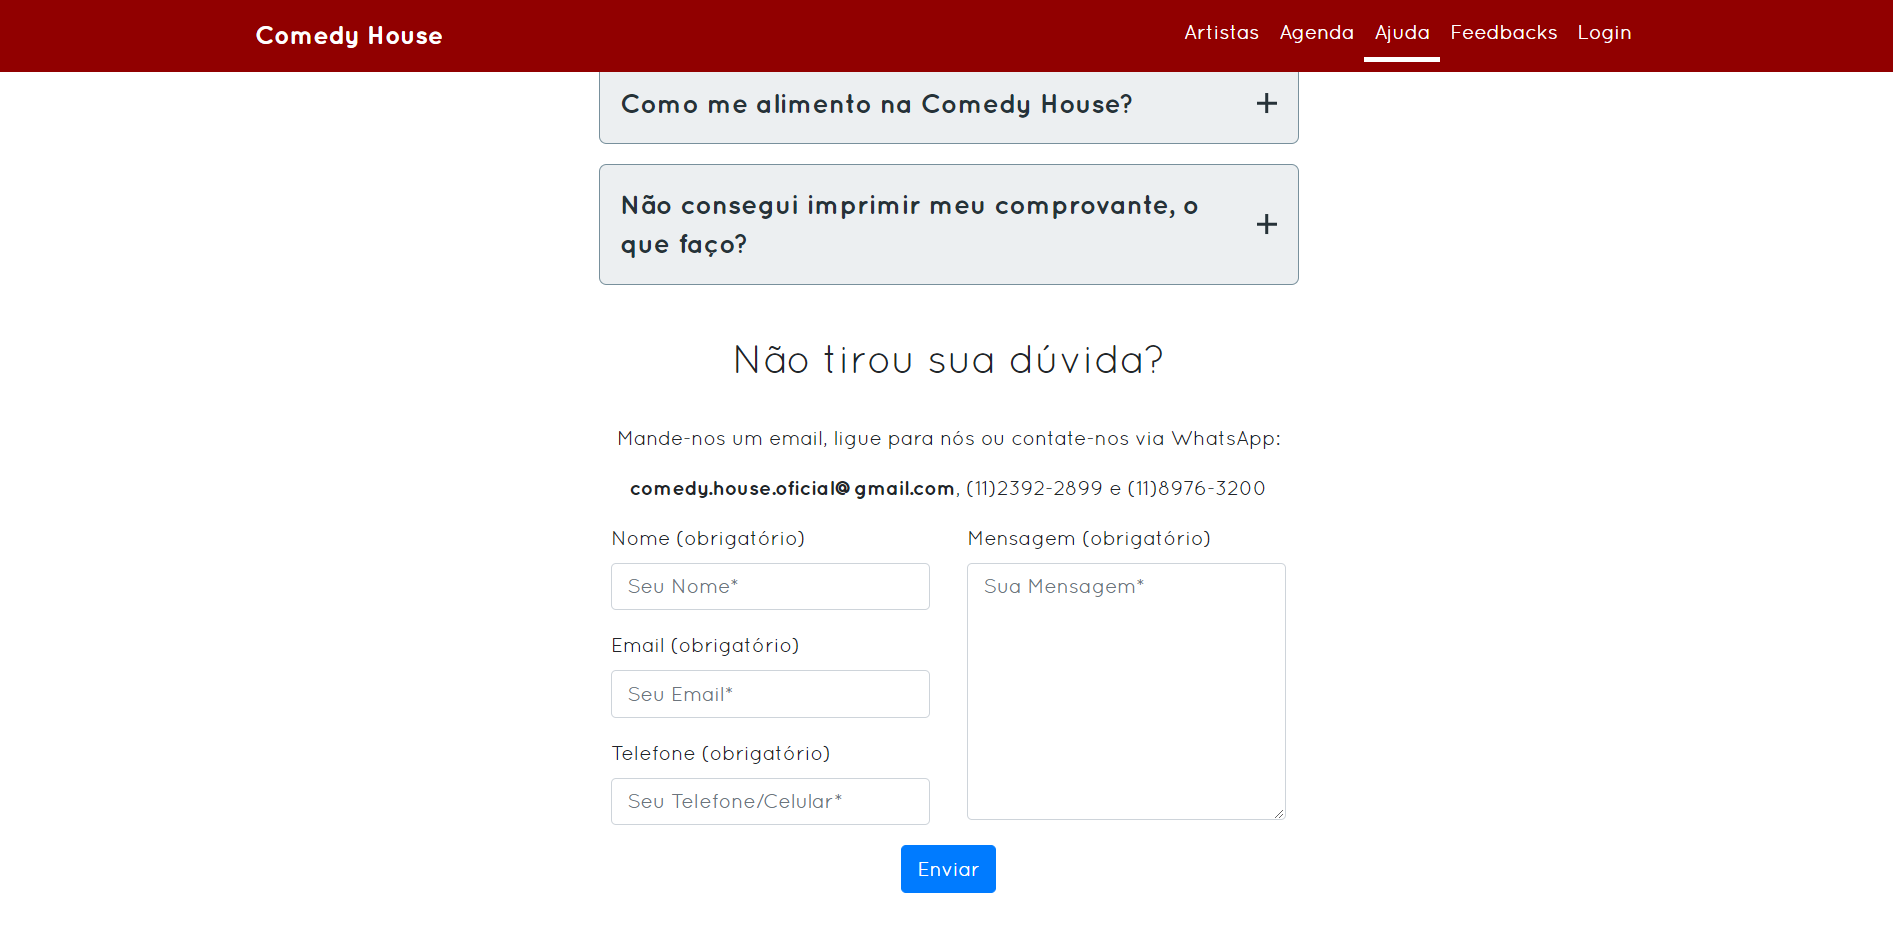 Comedy House
Artistas Agenda Ajuda Feedbacks Login
Como me alimento na Comedy House? +
Não consegui imprimir meu comprovante, o
que faço? +
Não tirou sua dúvida?
Mande-nos um email, ligue para nós ou contate-nos via WhatsApp:
comedy.house.oficial@gmail.com, (11)2392-2899 e (11)8976-3200
Nome (obrigatório)
Seu Nome*
Email (obrigatório)
Seu Email*
Telefone (obrigatório)
Seu Telefone/Celular*
Mensagem (obrigatório)
Sua Mensagem*
Enviar